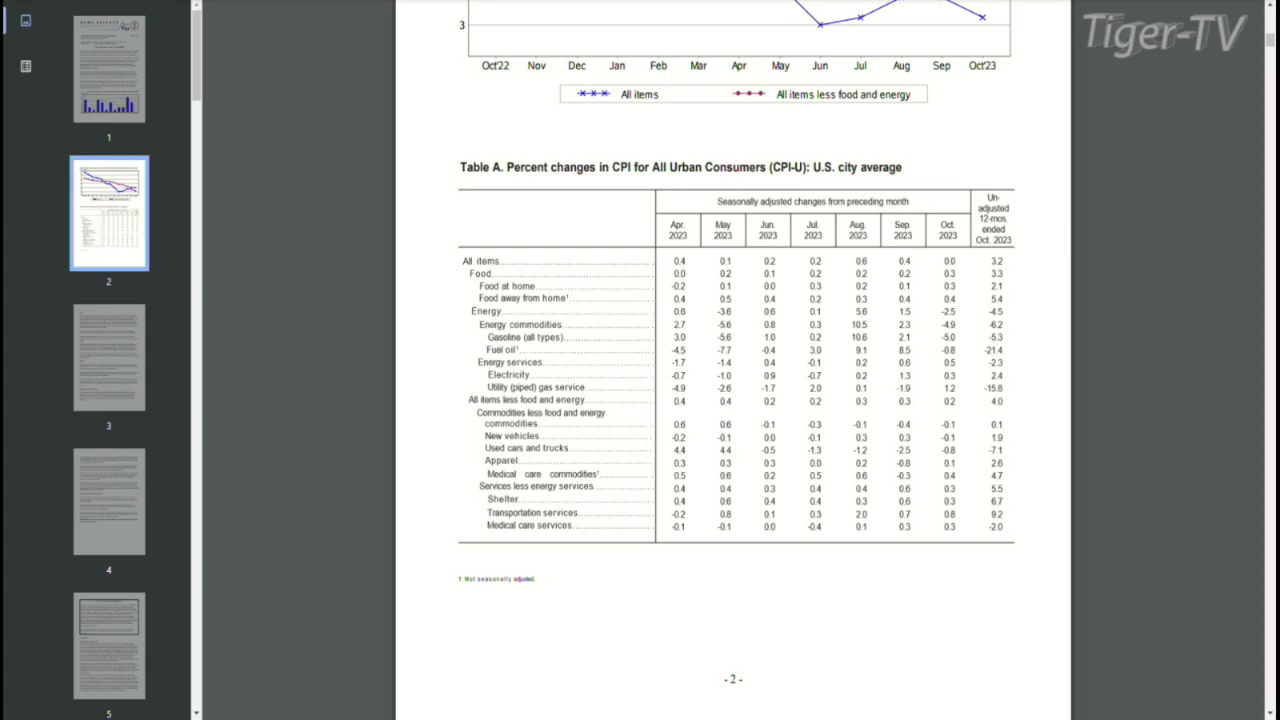 Tiger-TV
3
Oct'22 Nov Dec Jan Feb Mar Apr May Jun Jul Aug Sep Oct'23
All items All items less food and energy
Table A. Percent changes in CPI for All Urban Consumers (CPI-U): U.S. city average
Seasonally adjusted changes from preceding month
Un-
adjusted
12-mos.
ended
Oct. 2023
Apr. 2023 May 2023 Jun. 2023 Jul. 2023 Aug. 2023 Sep. 2023 Oct. 2023
All items 0.4 0.1 0.2 0.2 0.6 0.4 0.0 3.2
Food 0.0 0.2 0.1 0.2 0.2 0.2 0.3 3.3
Food at home -0.2 0.1 0.0 0.3 0.2 0.1 0.3 2.1
Food away from home¹ 0.4 0.5 0.4 0.2 0.3 0.4 0.4 5.4
Energy 0.6 -3.6 0.6 0.1 5.6 1.5 -2.5 -4.5
Energy commodities 2.7 -5.6 0.8 0.3 10.5 2.3 -4.9 -6.2
Gasoline (all types) 3.0 -5.6 1.0 0.2 10.6 2.1 -5.0 -5.3
Fuel oil¹ -4.5 -7.7 -0.4 3.0 9.1 8.5 -0.8 -21.4
Energy services -1.7 -1.4 0.4 -0.1 0.2 0.6 0.5 -2.3
Electricity -0.7 -1.0 0.9 -0.7 0.2 1.3 0.3 2.4
Utility (piped) gas service -4.9 -2.6 -1.7 2.0 0.1 -1.9 1.2 -15.8
All items less food and energy 0.4 0.4 0.2 0.2 0.3 0.3 0.2 4.0
Commodities less food and energy
commodities 0.6 0.6 -0.1 -0.3 -0.1 -0.4 -0.1 0.1
New vehicles -0.2 -0.1 0.0 -0.1 0.3 0.3 -0.1 1.9
Used cars and trucks 4.4 4.4 -0.5 -1.3 -1.2 -2.5 -0.8 -7.1
Apparel 0.3 0.3 0.3 0.0 0.2 -0.8 0.1 2.6
Medical care commodities¹ 0.5 0.6 0.2 0.5 0.6 -0.3 0.4 4.7
Services less energy services 0.4 0.4 0.3 0.4 0.4 0.6 0.3 5.5
Shelter 0.4 0.6 0.4 0.4 0.3 0.6 0.3 6.7
Transportation services -0.2 0.8 0.1 0.3 2.0 0.7 0.8 9.2
Medical care services -0.1 -0.1 0.0 -0.4 0.1 0.3 0.3 -2.0
1 Not seasonally adjusted.
- 2 -
1
2
3
4
5